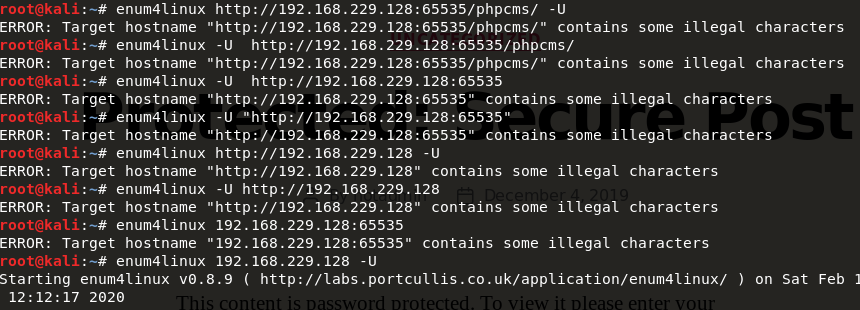 root@kali:~# enum4linux http://192.168.229.128:65535/phpcms/ -U
ERROR: Target hostname "http://192.168.229.128:65535/phpcms/" contains some illegal characters
root@kali:~# enum4linux -U  http://192.168.229.128:65535/phpcms/
ERROR: Target hostname "http://192.168.229.128:65535/phpcms/" contains some illegal characters
root@kali:~# enum4linux -U  http://192.168.229.128:65535
ERROR: Target hostname "http://192.168.229.128:65535" contains some illegal characters
root@kali:~# enum4linux -U "http://192.168.229.128:65535"
Protected: Secure Post
ERROR: Target hostname "http://192.168.229.128:65535" contains some illegal characters
root@kali:~# enum4linux http://192.168.229.128 -U
ERROR: Target hostname "http://192.168.229.128" contains some illegal characters
root@kali:~# enum4linux -U http://192.168.229.128
December 4, 2019
ERROR: Target hostname "http://192.168.229.128" contains some illegal characters
root@kali:~# enum4linux 192.168.229.128:65535
ERROR: Target hostname "192.168.229.128:65535" contains some illegal characters
root@kali:~# enum4linux 192.168.229.128 -U
Starting enum4linux v0.8.9 ( http://labs.portcullis.co.uk/application/enum4linux/ ) on Sat Feb 1
 12:12:17 2020
This content is password protected. To view it please enter your